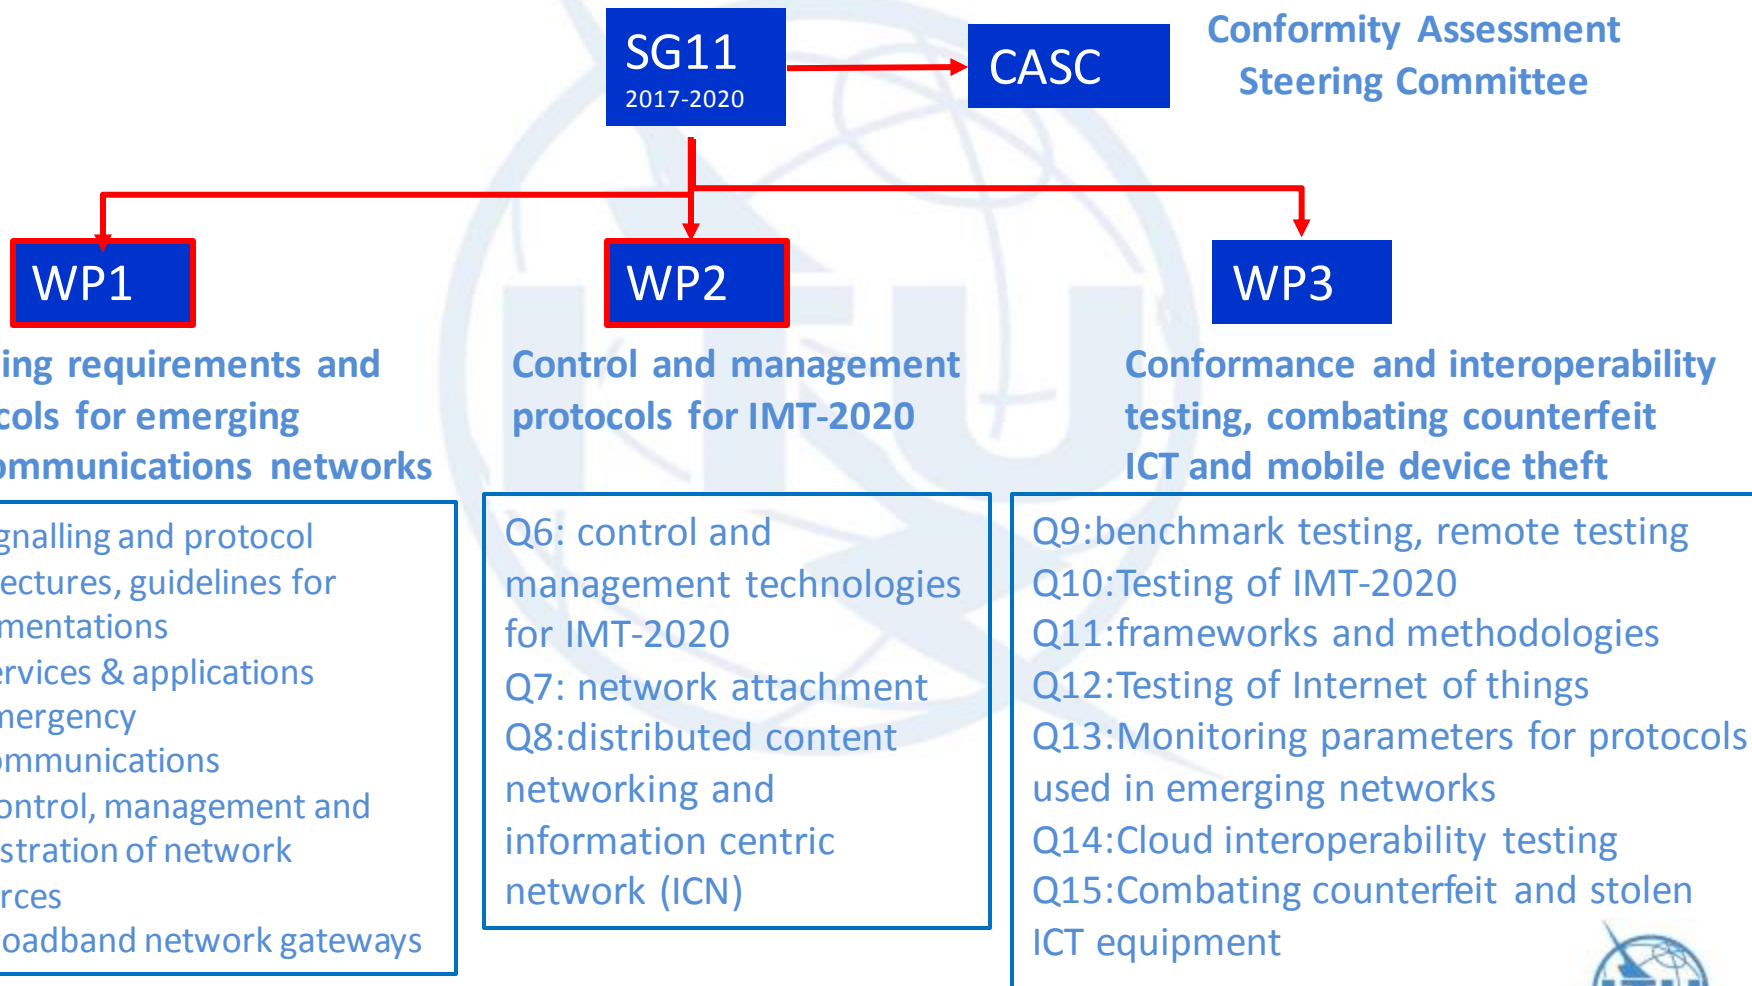 SG11
2017-2020
CASC
Conformity Assessment
Steering Committee
WP1
WP2
WP3
ing requirements and
cols for emerging
ommunications networks
Control and management
protocols for IMT-2020
Conformance and interoperability
testing, combating counterfeit
ICT and mobile device theft
gnalling and protocol
ectures, guidelines for
mentations
ervices & applications
mergency
ommunications
ontrol, management and
stration of network
rces
roadband network gateways
Q6: control and
management technologies
for IMT-2020
Q7: network attachment
Q8:distributed content
networking and
information centric
network (ICN)
Q9:benchmark testing, remote testing
Q10:Testing of IMT-2020
Q11:frameworks and methodologies
Q12:Testing of Internet of things
Q13:Monitoring parameters for protocols
used in emerging networks
Q14:Cloud interoperability testing
Q15:Combating counterfeit and stolen
ICT equipment
ITU